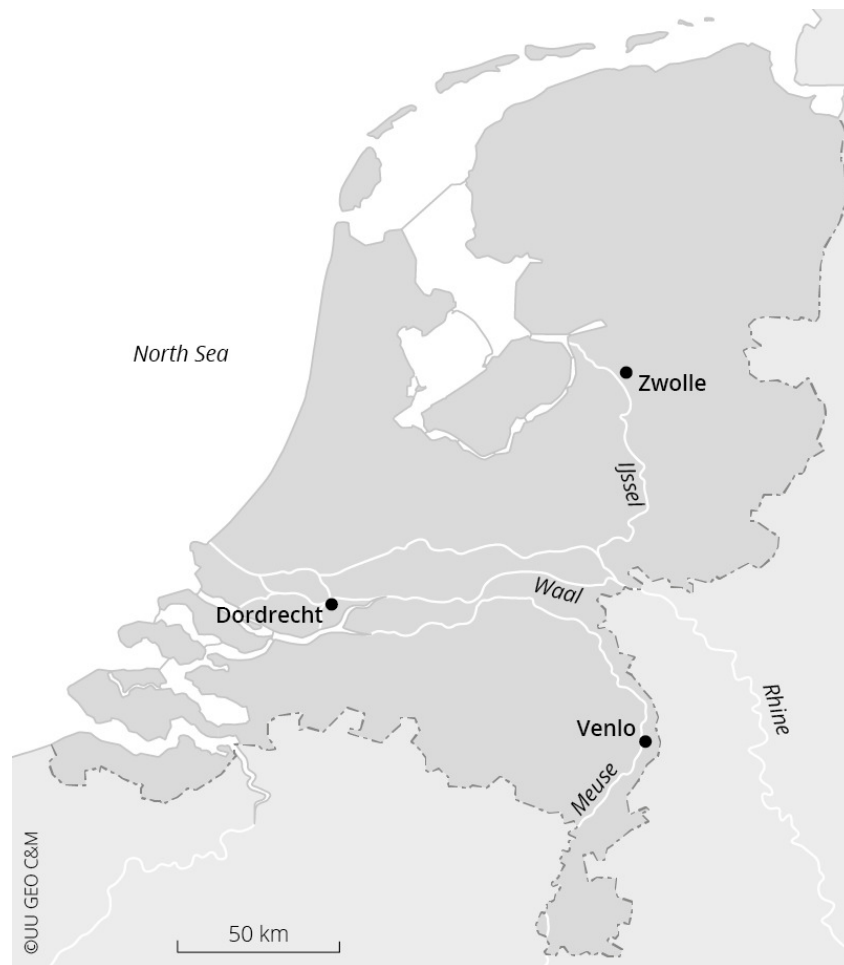 North Sea
Zwolle
IJssel
Waal
Dordrecht
Rhine
Venlo
Meuse
©UU GEO C&M
50 km